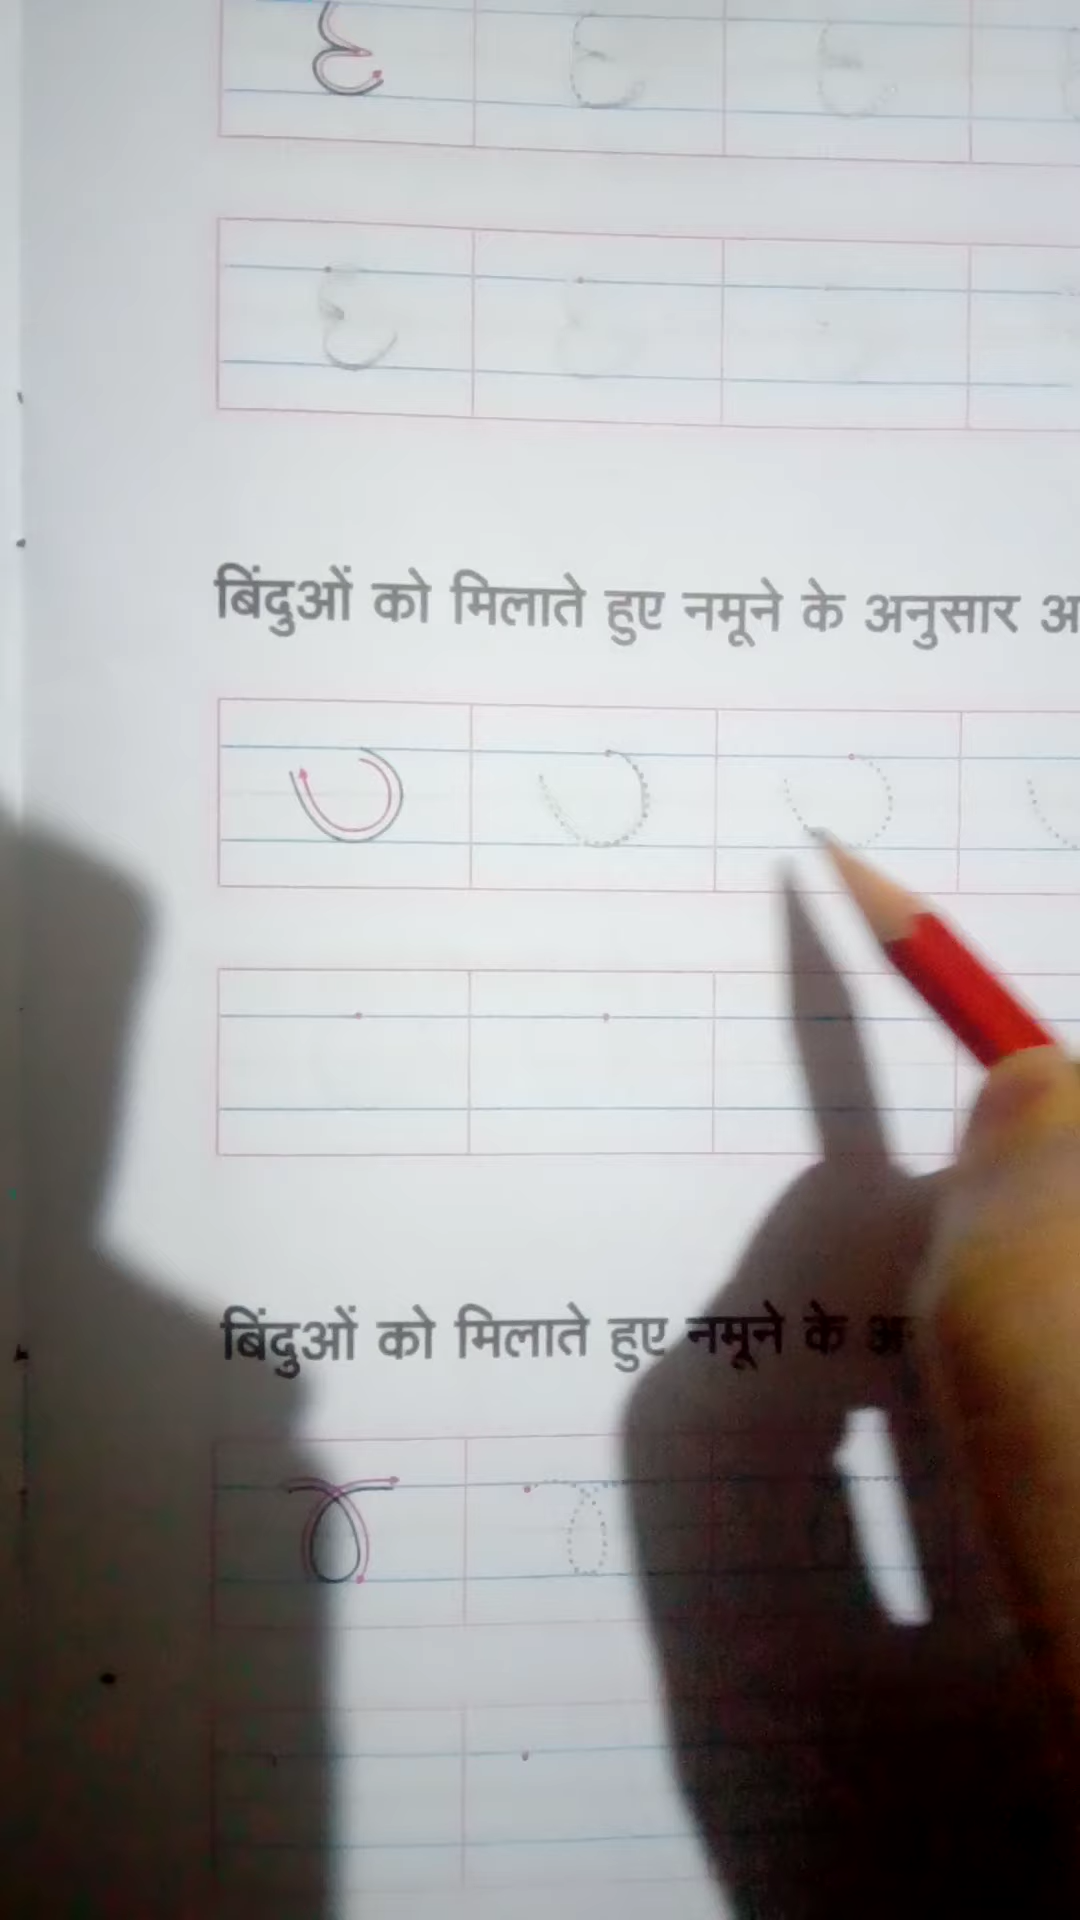 बिंदुओं को मिलाते हुए नमूने के अनुसार
बिंदुओं को मिलाते हुए नमूने के